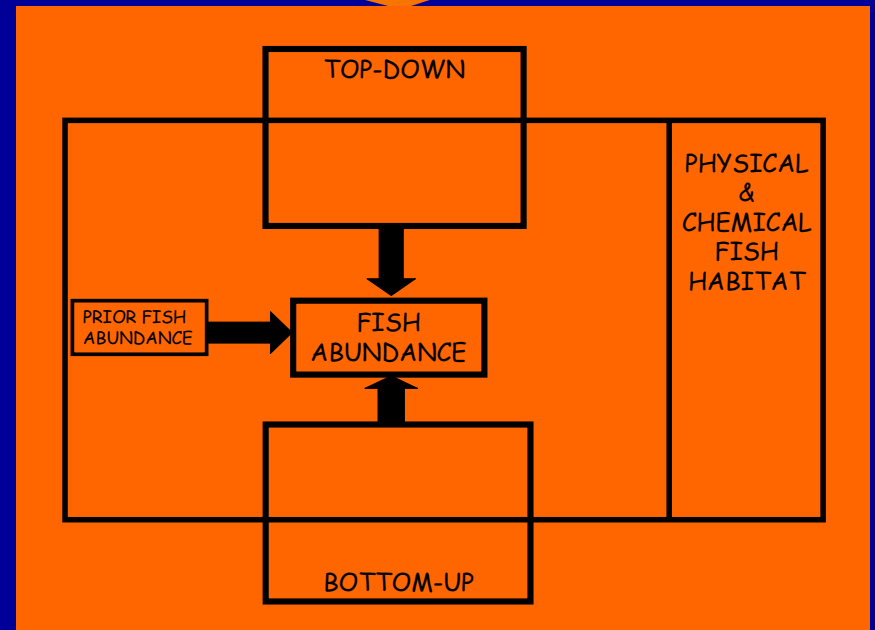 TOP-DOWN
PHYSICAL
&
CHEMICAL
FISH
HABITAT
PRIOR FISH
ABUNDANCE
FISH
ABUNDANCE
BOTTOM-UP